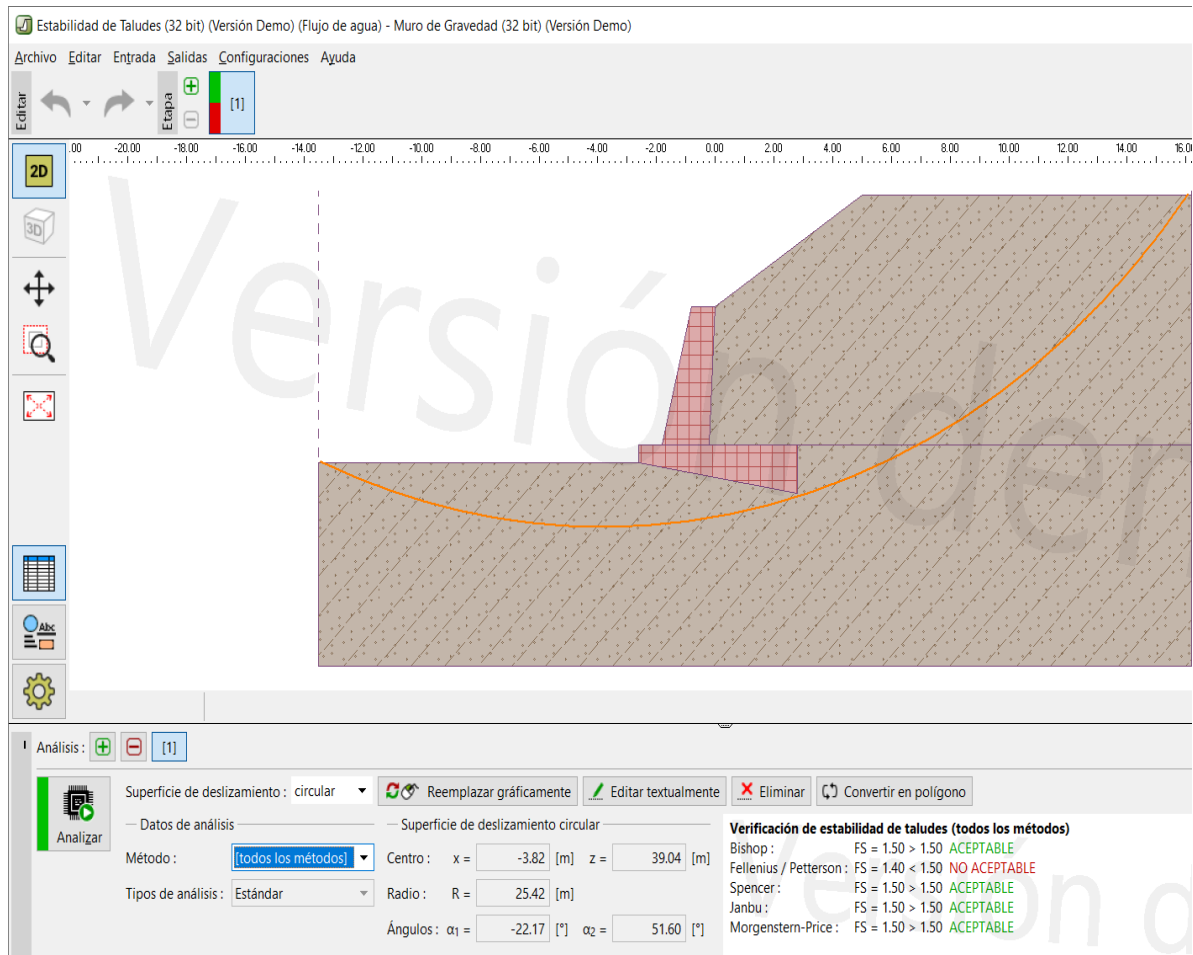 Estabilidad de Taludes (32 bit) (Versión Demo) (Flujo de agua) - Muro de Gravedad (32 bit) (Versión Demo)
Archivo Editar Entrada Salidas Configuraciones Ayuda
Editar Etapa [1]
.00 -20.00 -18.00 -16.00 -14.00 -12.00 -10.00 -8.00 -6.00 -4.00 -2.00 0.00 2.00 4.00 6.00 8.00 10.00 12.00 14.00 16.0
2D
3D
Versión dem
Abc
Análisis : [1]
Analizar
Superficie de deslizamiento : circular Reemplazar gráficamente Editar textualmente Eliminar Convertir en polígono
Datos de análisis
Método : [todos los métodos]
Tipos de análisis : Estándar
Superficie de deslizamiento circular
Centro : x = -3.82 [m] z = 39.04 [m]
Radio : R = 25.42 [m]
Ángulos : α1 = -22.17 [°] α2 = 51.60 [°]
Verificación de estabilidad de taludes (todos los métodos)
Bishop : FS = 1.50 > 1.50 ACEPTABLE
Fellenius / Petterson : FS = 1.40 < 1.50 NO ACEPTABLE
Spencer : FS = 1.50 > 1.50 ACEPTABLE
Janbu : FS = 1.50 > 1.50 ACEPTABLE
Morgenstern-Price : FS = 1.50 > 1.50 ACEPTABLE
Versión d